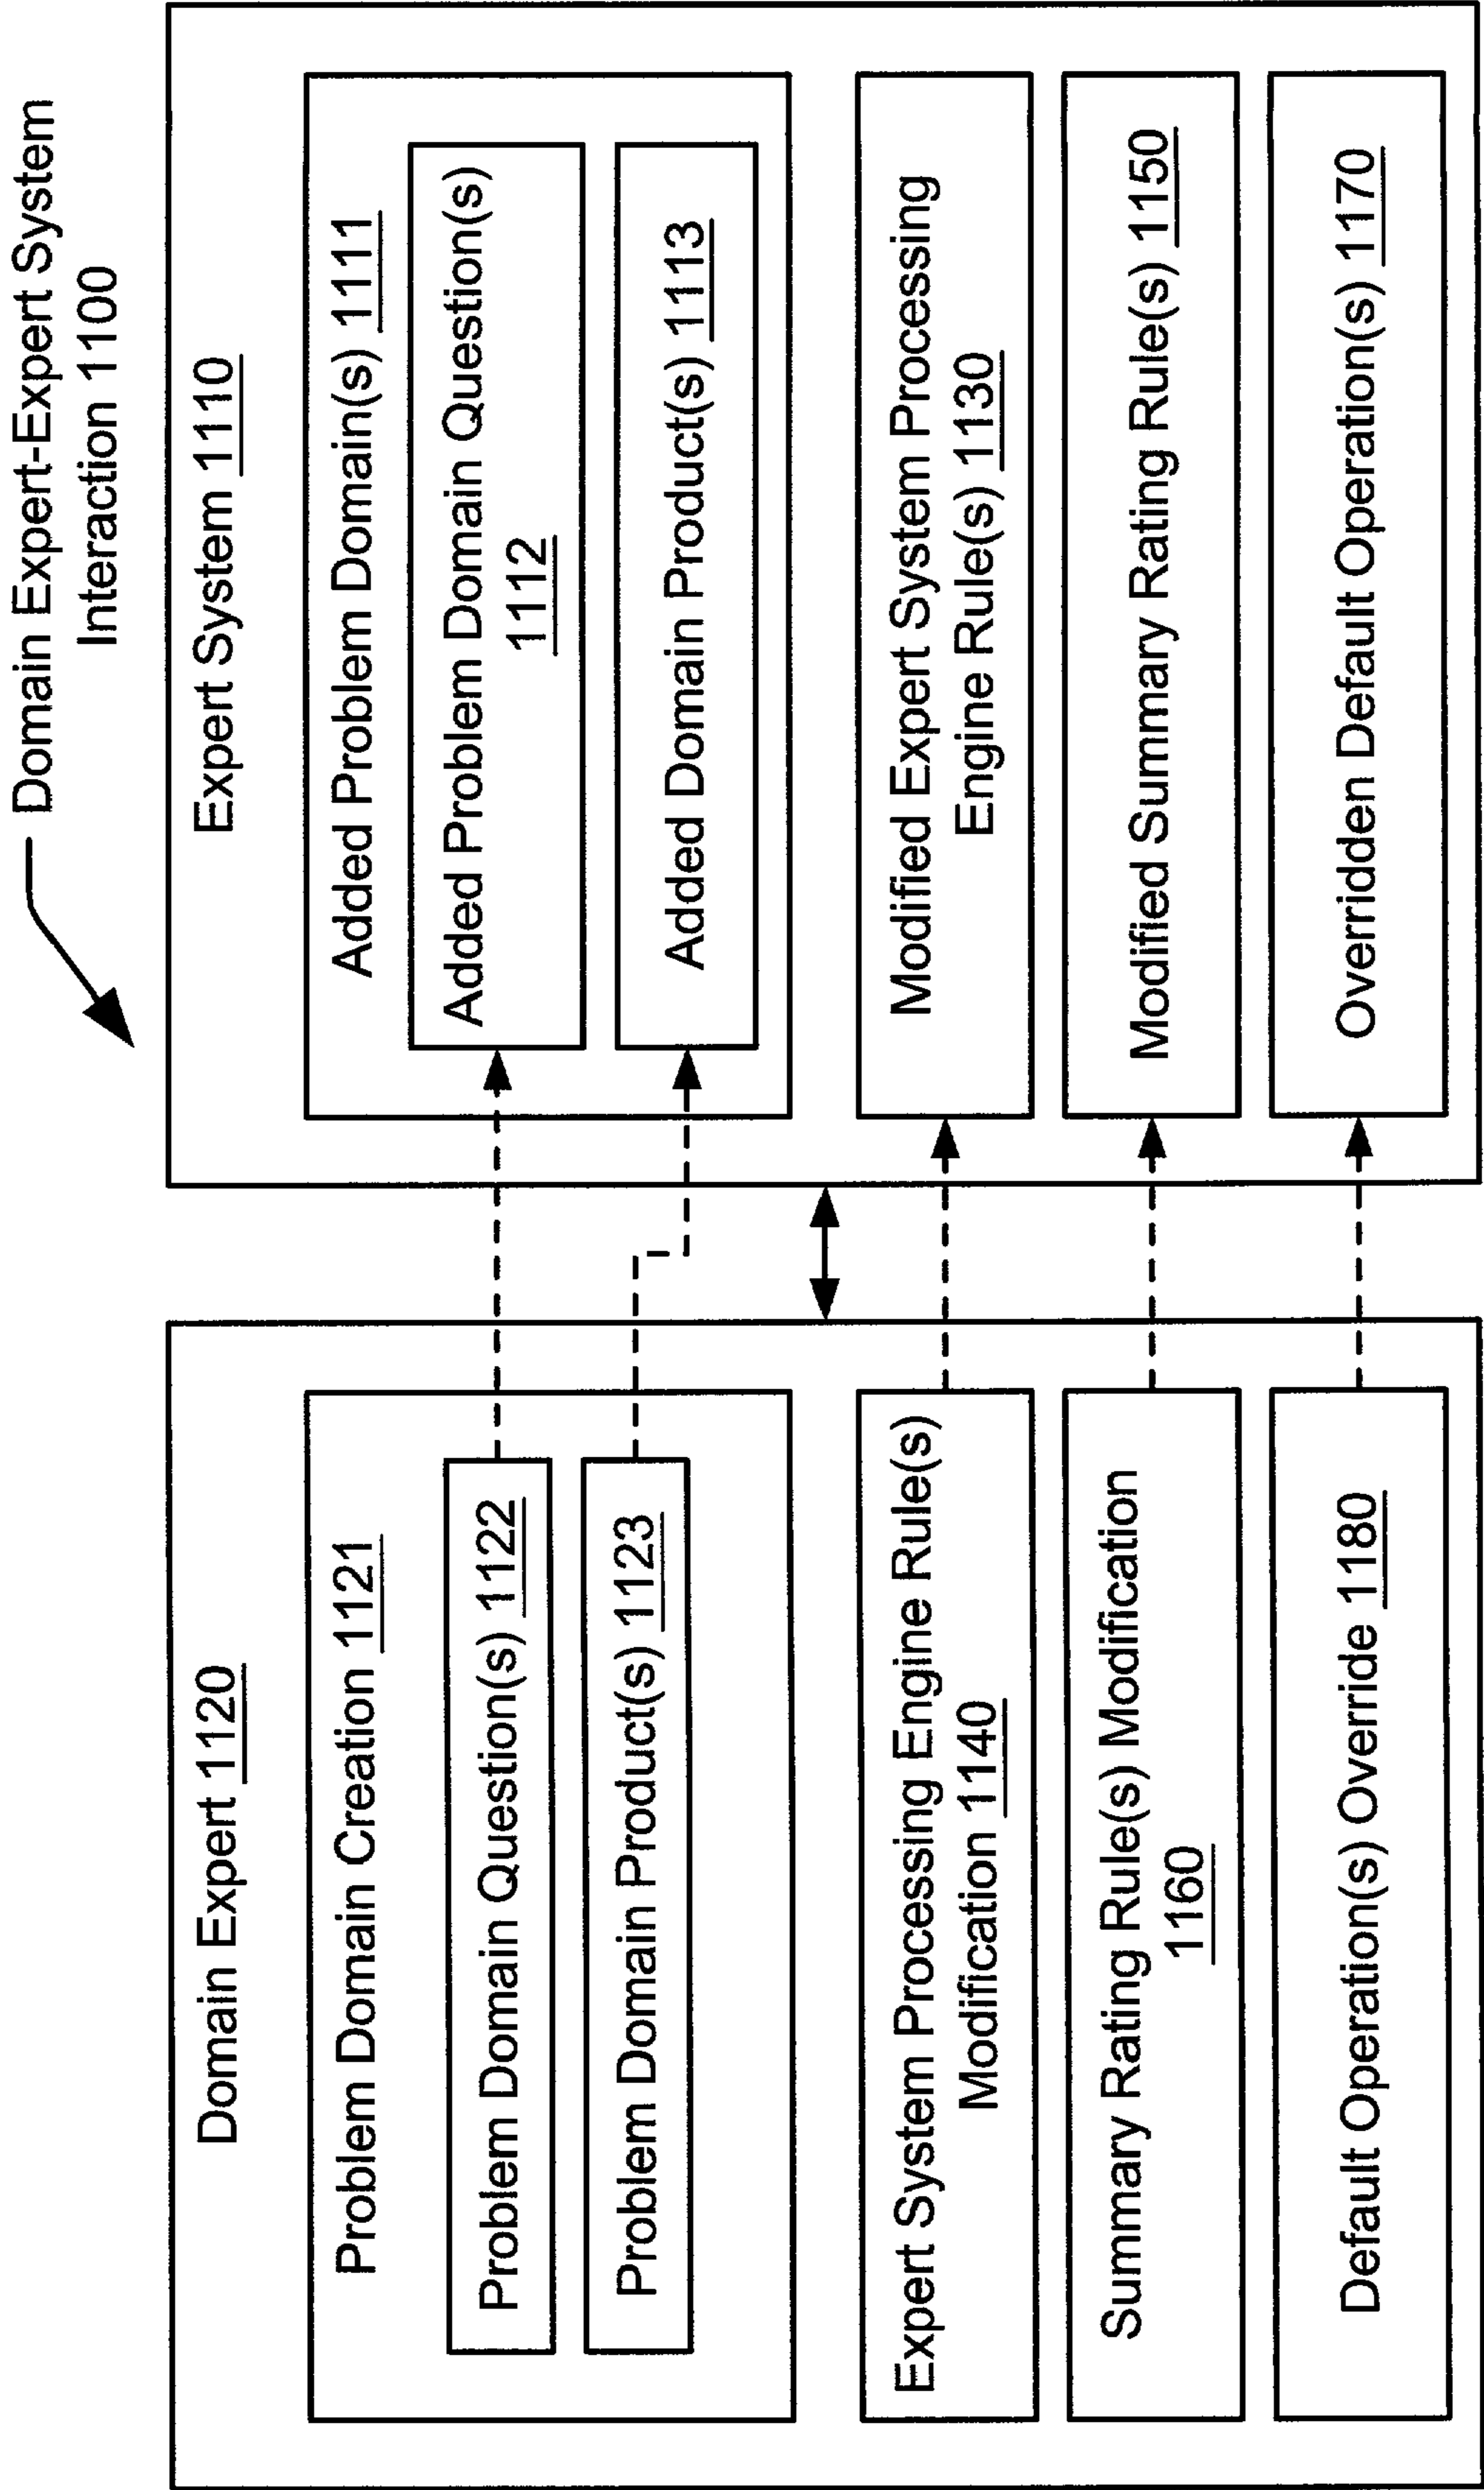 Domain Expert-Expert System
Interaction 1100
Domain Expert 1120
Problem Domain Creation 1121
Problem Domain Question(s) 1122
Problem Domain Product(s) 1123
Expert System Processing Engine Rule(s)
Modification 1140
Summary Rating Rule(s) Modification
1160
Default Operation(s) Override 1180
Expert System 1110
Added Problem Domain(s) 1111
Added Problem Domain Question(s)
1112
Added Domain Product(s) 1113
Modified Expert System Processing
Engine Rule(s) 1130
Modified Summary Rating Rule(s) 1150
Overridden Default Operation(s) 1170